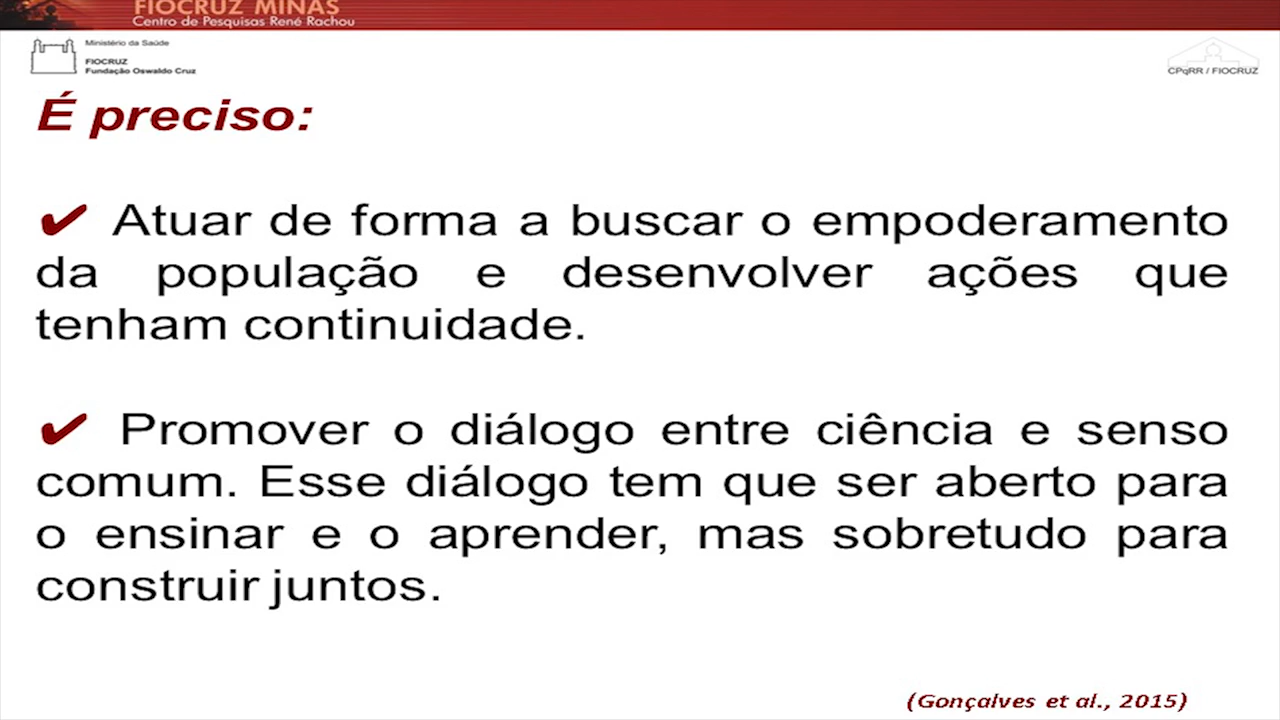 FIOCRUZ MINAS
Centro de Pesquisas René Rachou
Ministério da Saúde
FIOCRUZ
Fundação Oswaldo Cruz
CPqRR / FIOCRUZ
É preciso:
✔ Atuar de forma a buscar o empoderamento
da população e desenvolver ações que
tenham continuidade.
✔ Promover o diálogo entre ciência e senso
comum. Esse diálogo tem que ser aberto para
o ensinar e o aprender, mas sobretudo para
construir juntos.
(Gonçalves et al., 2015)